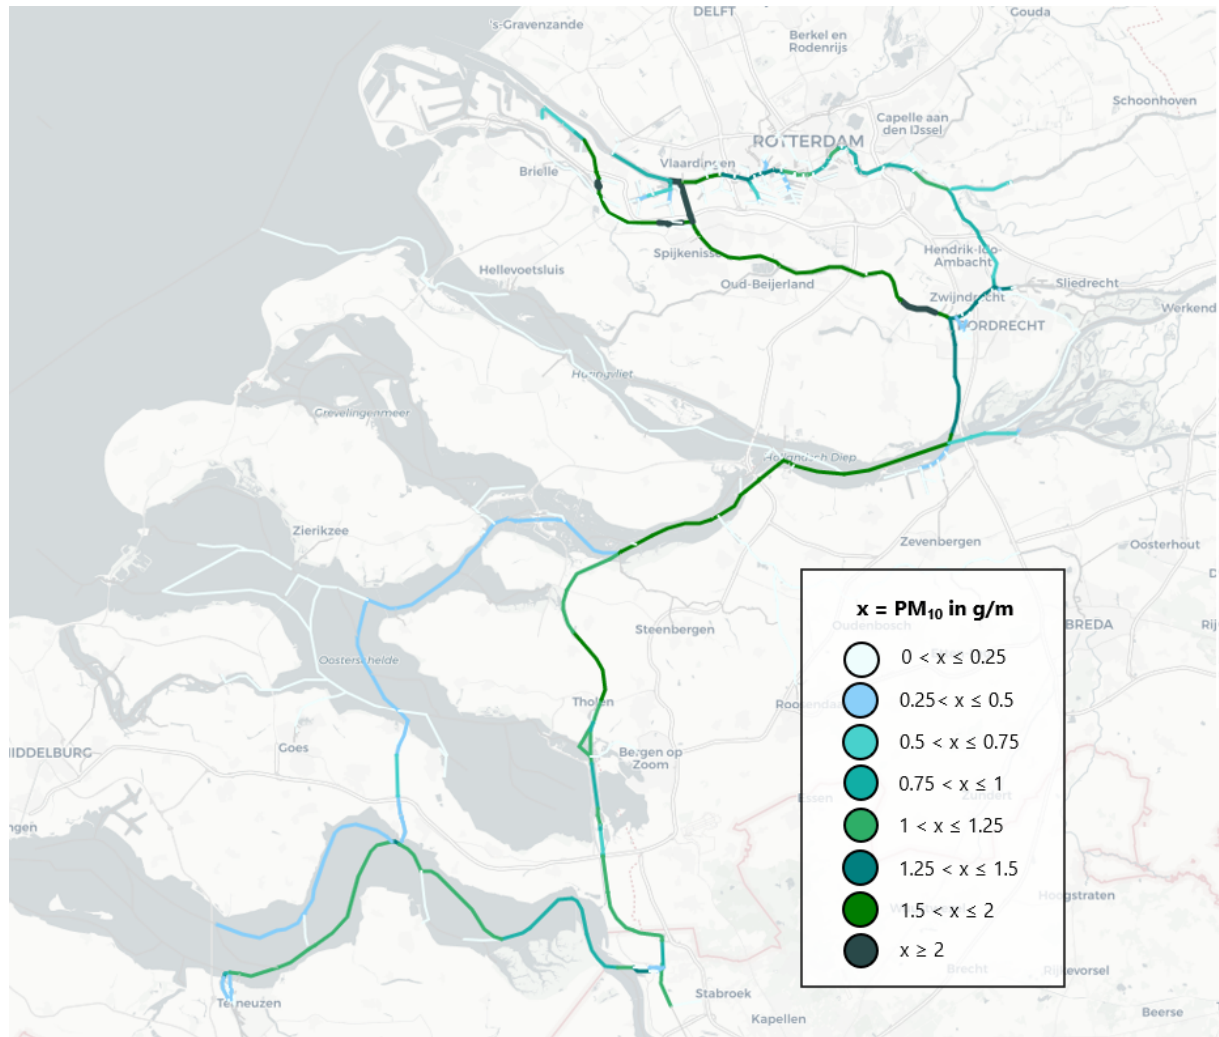 DELFT
Gouda
's-Gravenzande
Berkel en
Rodenrijs
Schoonhoven
Capelle aan
den IJssel
ROTTERDAM
Vlaardingen
Brielle
Spijkenisse
Hendrik-Ido-
Ambacht
Hellevoetsluis
Oud-Beijerland
Sliedrecht
Zwijndrecht
Werkend
ORDRECHT
Haringvliet
Grevelingenmeer
Hollandsch Diep
Zierikzee
Zevenbergen
Oosterhout
x = PM₁₀ in g/m
Oudenbosch
BREDA
Rij
Steenbergen
0 < x ≤ 0.25
Oosterschelde
0.25< x ≤ 0.5
Tholen
Roosendaal
0.5 < x ≤ 0.75
IDDELBURG
Goes
Bergen op
Zoom
0.75 < x ≤ 1
Essen
Zundert
ngen
1 < x ≤ 1.25
1.25 < x ≤ 1.5
Hoogstraten
1.5 < x ≤ 2
x ≥ 2
Brecht
Rijkevorsel
Terneuzen
Stabroek
Kapellen
Beerse